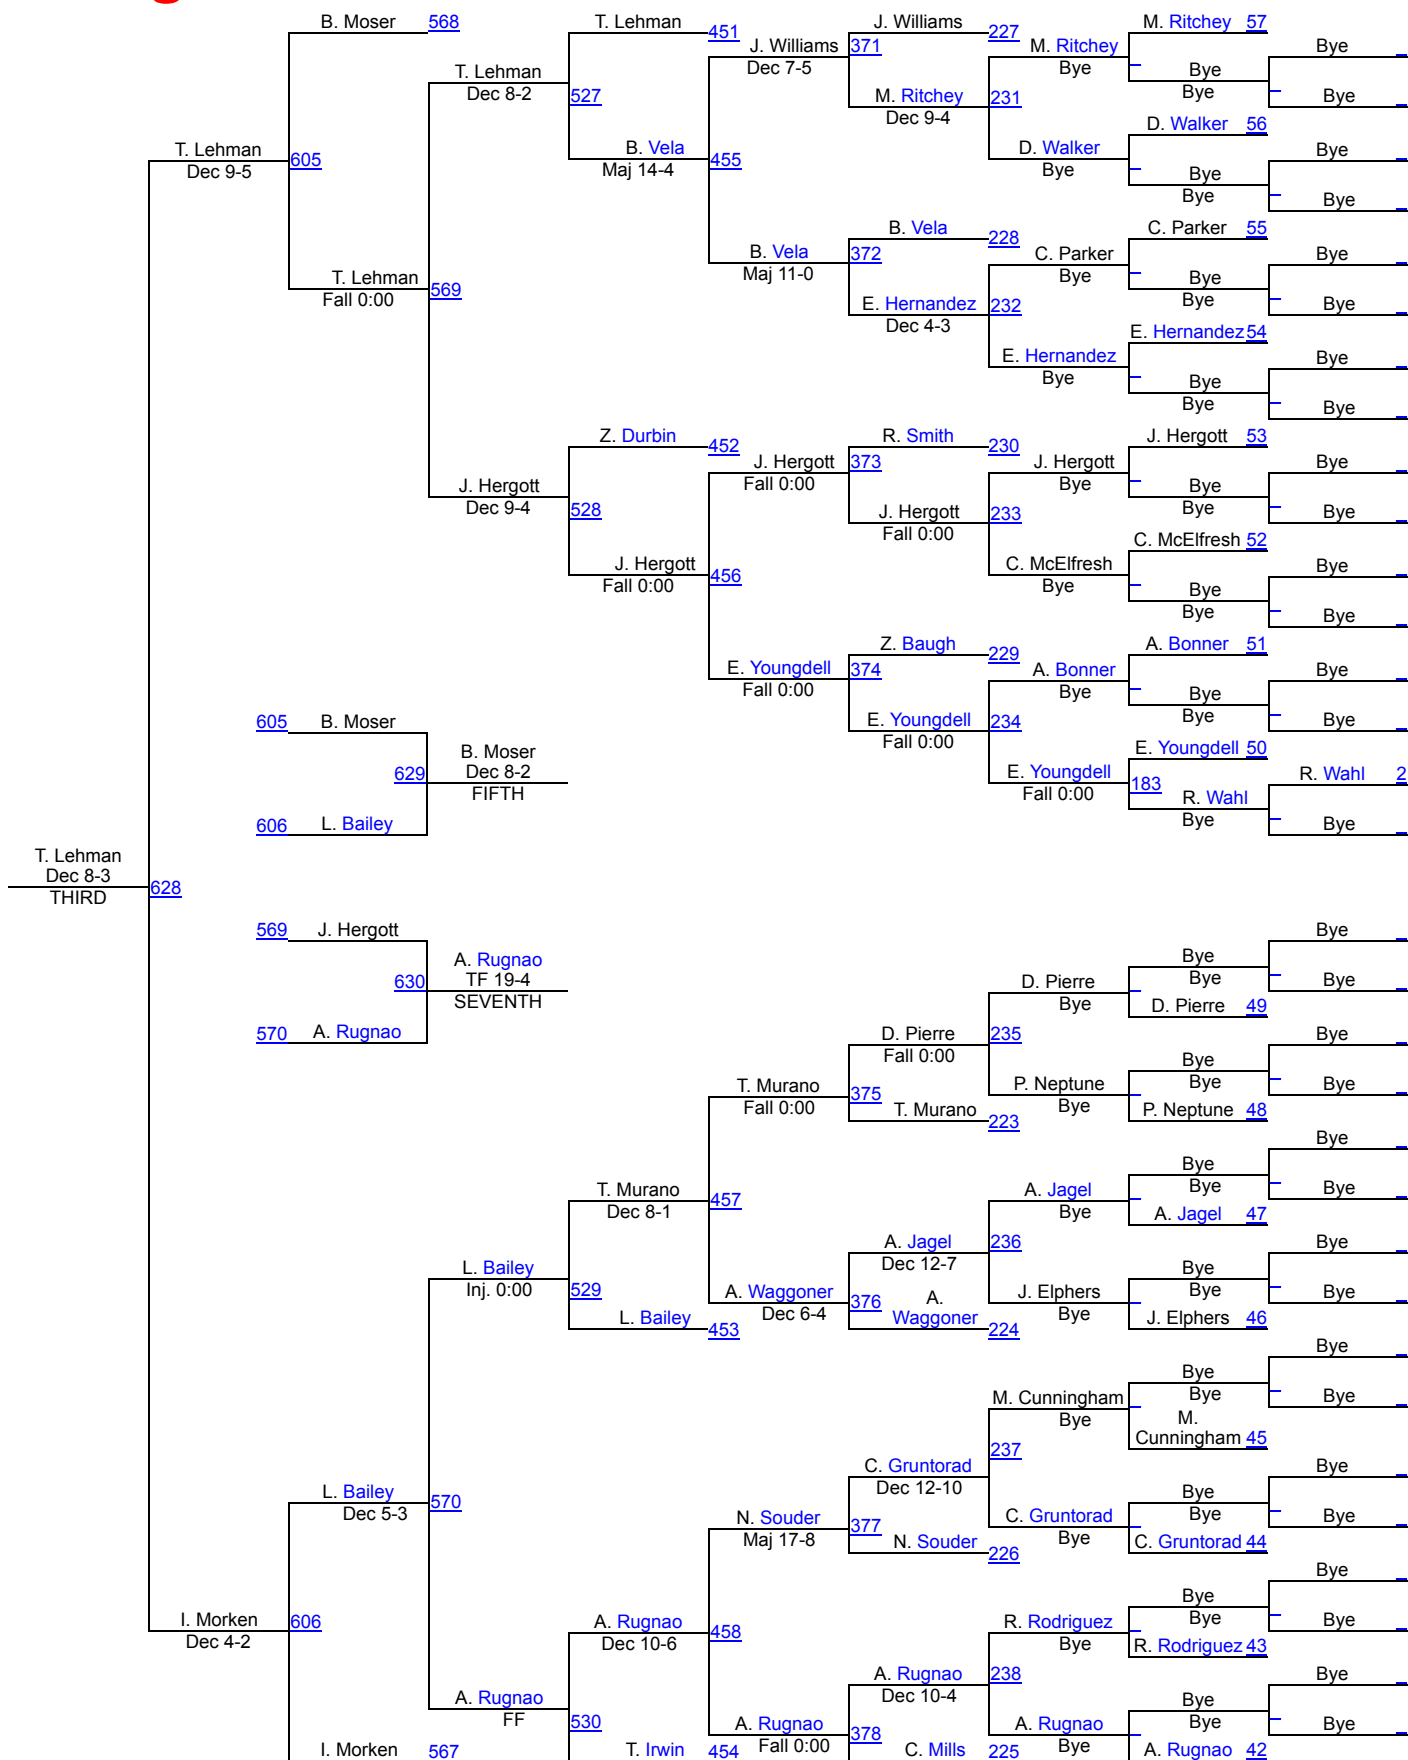 B. Moser 568
T. Lehman 451
J. Williams 227
M. Ritchey 57
J. Williams 371
Dec 7-5
M. Ritchey
Bye
Bye
T. Lehman
Dec 8-2
527
Bye
Bye
M. Ritchey 231
Dec 9-4
Bye
D. Walker 56
T. Lehman 605
Dec 9-5
B. Vela 455
Maj 14-4
D. Walker
Bye
Bye
Bye
Bye
Bye
B. Vela 228
C. Parker 55
B. Vela 372
Maj 11-0
C. Parker
Bye
Bye
T. Lehman 569
Fall 0:00
Bye
Bye
E. Hernandez 232
Dec 4-3
Bye
E. Hernandez 54
E. Hernandez
Bye
Bye
Bye
Bye
Bye
Z. Durbin 452
R. Smith 230
J. Hergott 53
J. Hergott 373
Fall 0:00
J. Hergott
Bye
Bye
J. Hergott
Dec 9-4
528
Bye
Bye
J. Hergott 233
Fall 0:00
Bye
C. McElfresh 52
J. Hergott 456
Fall 0:00
C. McElfresh
Bye
Bye
Bye
Bye
Bye
Z. Baugh 229
A. Bonner 51
E. Youngdell 374
Fall 0:00
A. Bonner
Bye
Bye
Bye
Bye
605 B. Moser
E. Youngdell 234
Fall 0:00
Bye
E. Youngdell 50
B. Moser
629 Dec 8-2
FIFTH
E. Youngdell 183
Fall 0:00
R. Wahl 2
R. Wahl
Bye
606 L. Bailey
Bye
T. Lehman
Dec 8-3
THIRD
628
569 J. Hergott
Bye
A. Rugnao
630 TF 19-4
SEVENTH
Bye
Bye
Bye
D. Pierre
Bye
D. Pierre 49
570 A. Rugnao
D. Pierre 235
Fall 0:00
Bye
Bye
Bye
T. Murano 375
Fall 0:00
P. Neptune
Bye
Bye
T. Murano 223
P. Neptune 48
Bye
Bye
Bye
T. Murano 457
Dec 8-1
A. Jagel
Bye
Bye
A. Jagel 47
A. Jagel 236
Dec 12-7
Bye
L. Bailey
Inj. 0:00
529
Bye
Bye
Bye
A. Waggoner 376
Dec 6-4
A.
Waggoner 224
J. Elphers
Bye
L. Bailey 453
J. Elphers 46
Bye
Bye
Bye
Bye
M. Cunningham
Bye
M.
Cunningham 45
237
C. Gruntorad
Dec 12-10
Bye
L. Bailey 570
Dec 5-3
Bye
Bye
Bye
N. Souder 377
Maj 17-8
C. Gruntorad
Bye
N. Souder 226
C. Gruntorad 44
Bye
Bye
Bye
Bye
I. Morken 606
Dec 4-2
A. Rugnao 458
Dec 10-6
R. Rodriguez
Bye
R. Rodriguez 43
A. Rugnao 238
Dec 10-4
Bye
A. Rugnao
FF
530
Bye
Bye
Bye
A. Rugnao 378
Fall 0:00
A. Rugnao
Bye
I. Morken 567
T. Irwin 454
C. Mills 225
A. Rugnao 42